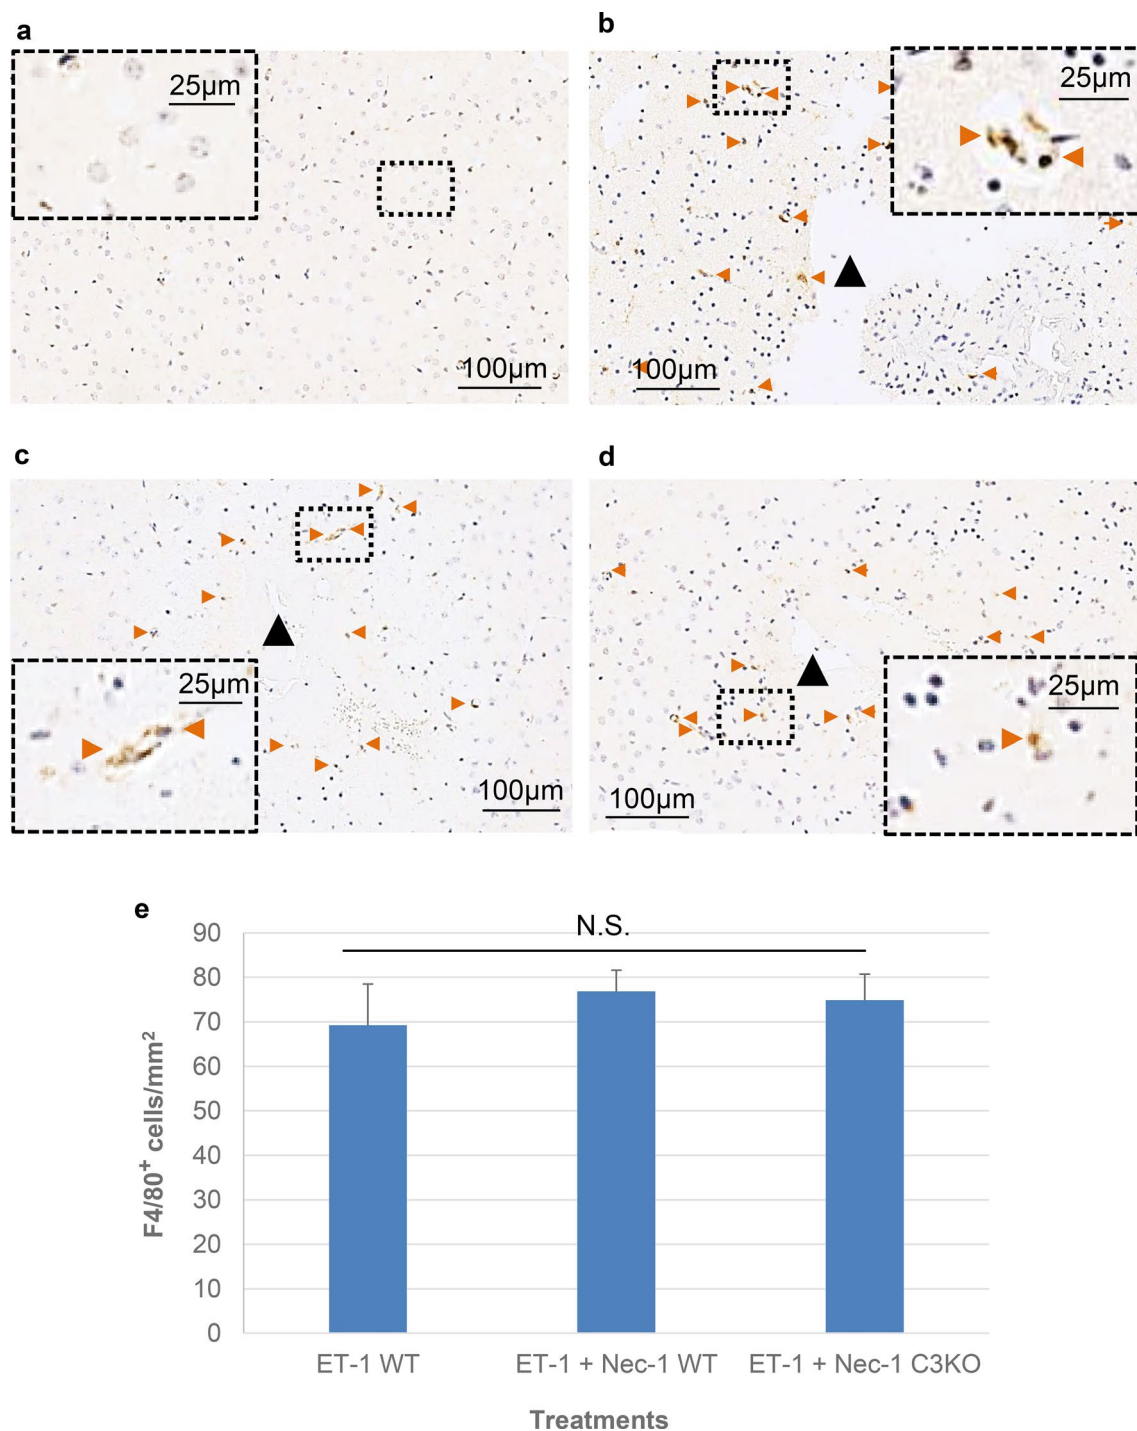 a
25µm
100µm
b
25µm
100µm
c
25µm
100µm
d
25µm
100µm
e
N.S.
90
80
70
60
50
40
30
20
10
0
F4/80⁺ cells/mm²
ET-1 WT
ET-1 + Nec-1 WT
ET-1 + Nec-1 C3KO
Treatments